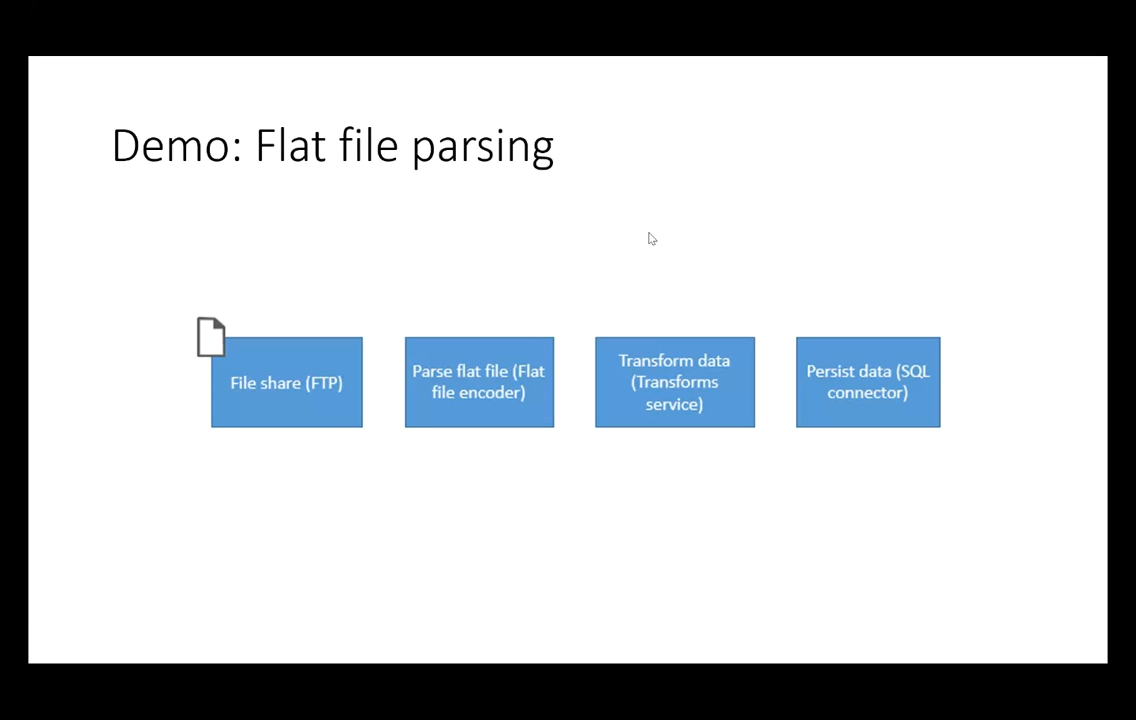 Demo: Flat file parsing
File share (FTP)
Parse flat file (Flat
file encoder)
Transform data
(Transforms
service)
Persist data (SQL
connector)